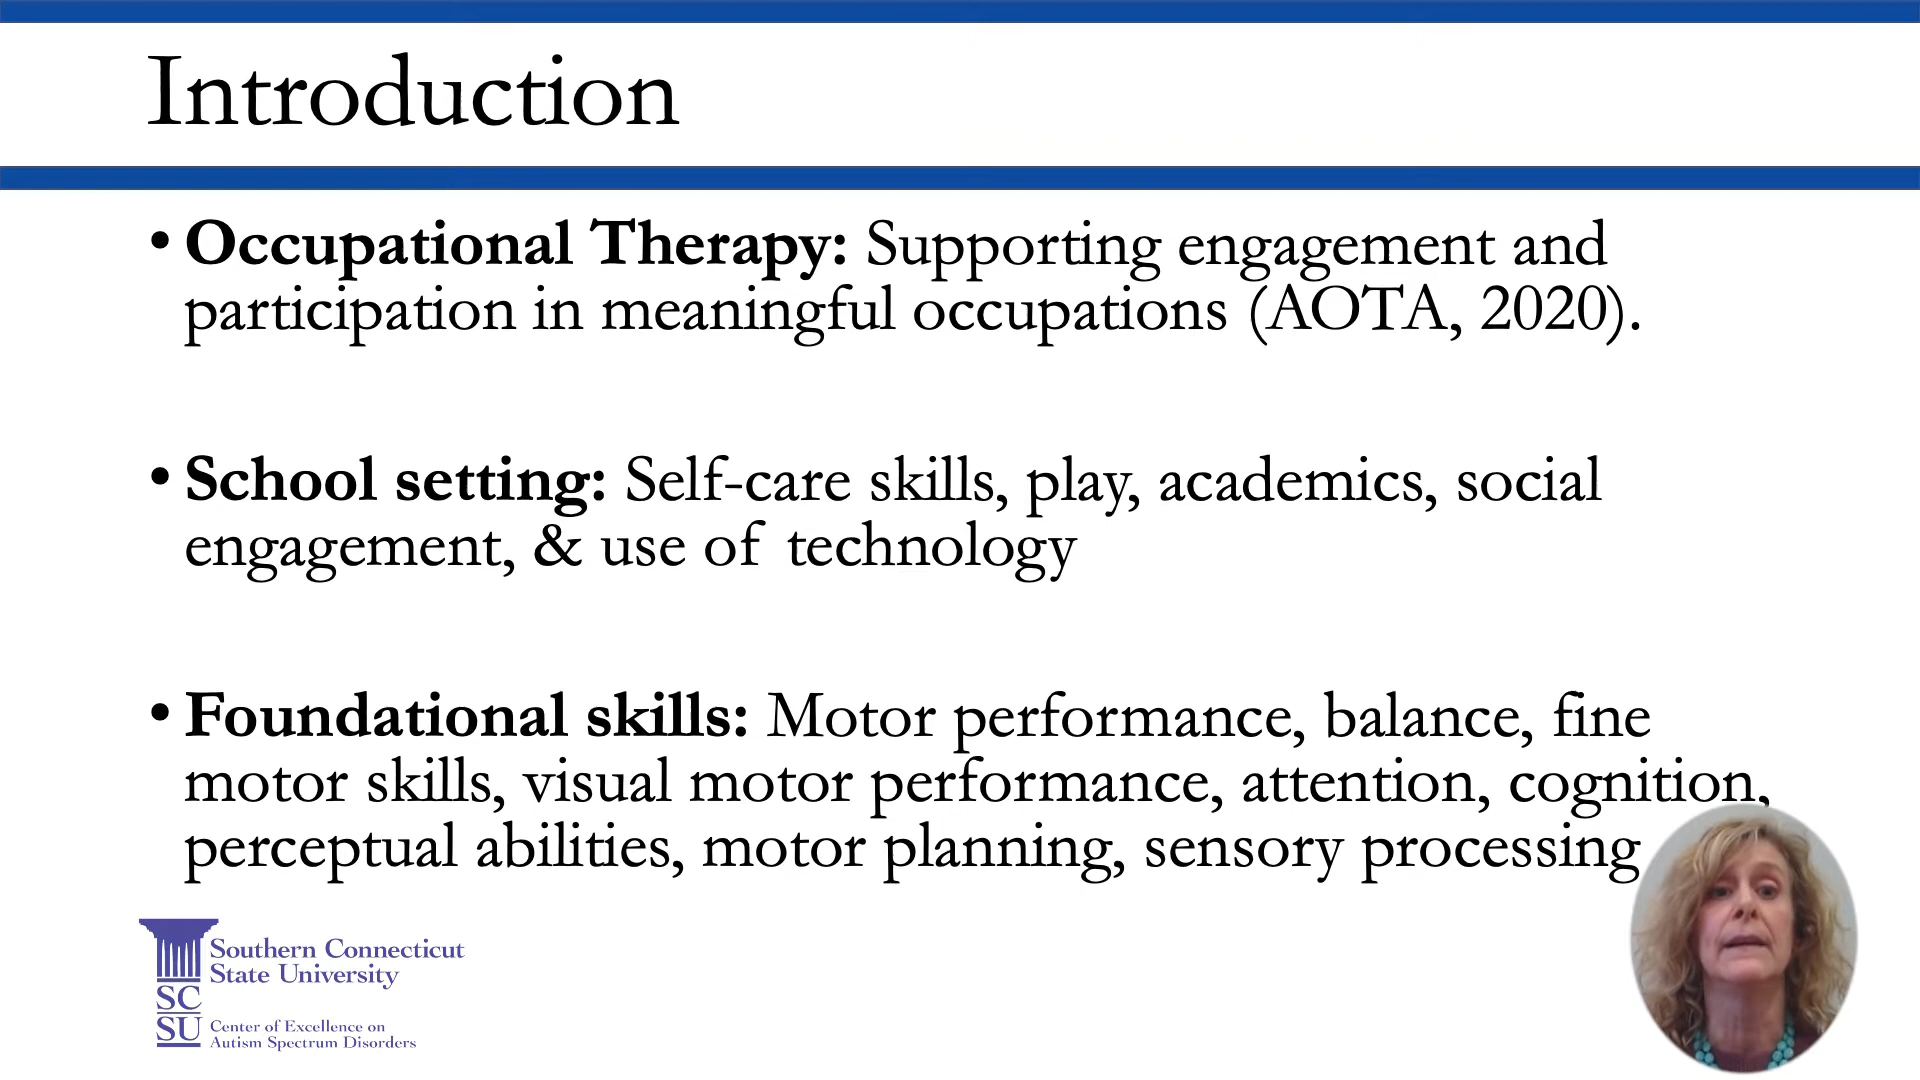 Introduction
• Occupational Therapy: Supporting engagement and
participation in meaningful occupations (AOTA, 2020).
• School setting: Self-care skills, play, academics, social
engagement, & use of technology
• Foundational skills: Motor performance, balance, fine
motor skills, visual motor performance, attention, cognition,
perceptual abilities, motor planning, sensory processing
Southern Connecticut
State University
SC
SU
Center of Excellence on
Autism Spectrum Disorders